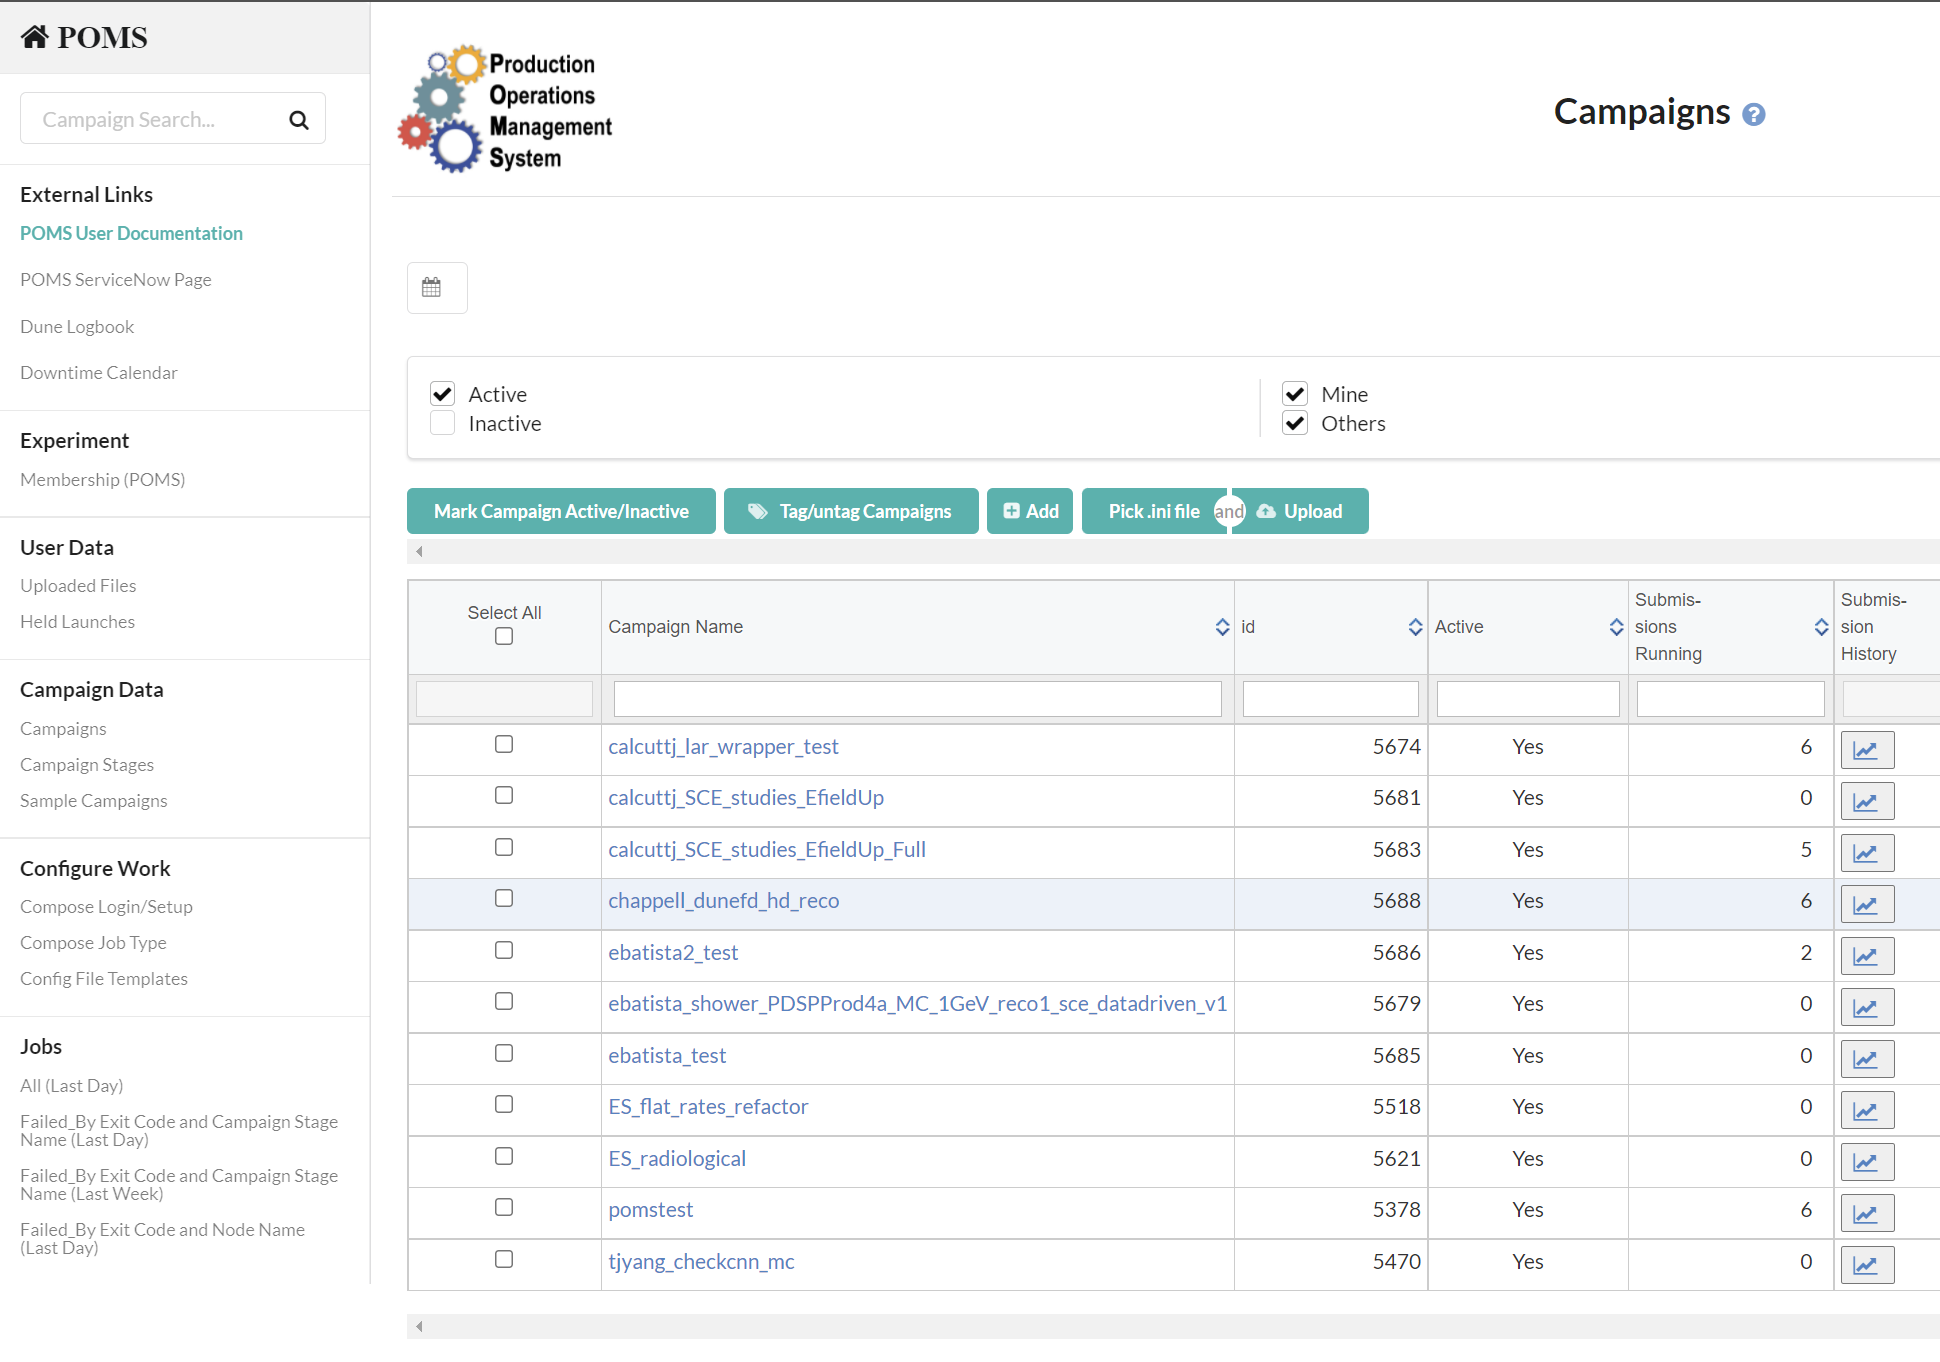 POMS
Campaign Search...
External Links
POMS User Documentation
POMS ServiceNow Page
Dune Logbook
Downtime Calendar
Experiment
Membership (POMS)
User Data
Uploaded Files
Held Launches
Campaign Data
Campaigns
Campaign Stages
Sample Campaigns
Configure Work
Compose Login/Setup
Compose Job Type
Config File Templates
Jobs
All (Last Day)
Failed_By Exit Code and Campaign Stage
Name (Last Day)
Failed_By Exit Code and Campaign Stage
Name (Last Week)
Failed_By Exit Code and Node Name
(Last Day)
Production
Operations
Management
System
Campaigns ?
Active
Inactive
Mine
Others
Mark Campaign Active/Inactive Tag/untag Campaigns Add Pick .ini file and Upload
Select All Campaign Name id Active Submis-
sions
Running Submis-
sion
History
calcuttj_lar_wrapper_test 5674 Yes 6
calcuttj_SCE_studies_EfieldUp 5681 Yes 0
calcuttj_SCE_studies_EfieldUp_Full 5683 Yes 5
chappell_dunefd_hd_reco 5688 Yes 6
ebatista2_test 5686 Yes 2
ebatista_shower_PDSPProd4a_MC_1GeV_reco1_sce_datadriven_v1 5679 Yes 0
ebatista_test 5685 Yes 0
ES_flat_rates_refactor 5518 Yes 0
ES_radiological 5621 Yes 0
pomstest 5378 Yes 6
tjyang_checkcnn_mc 5470 Yes 0